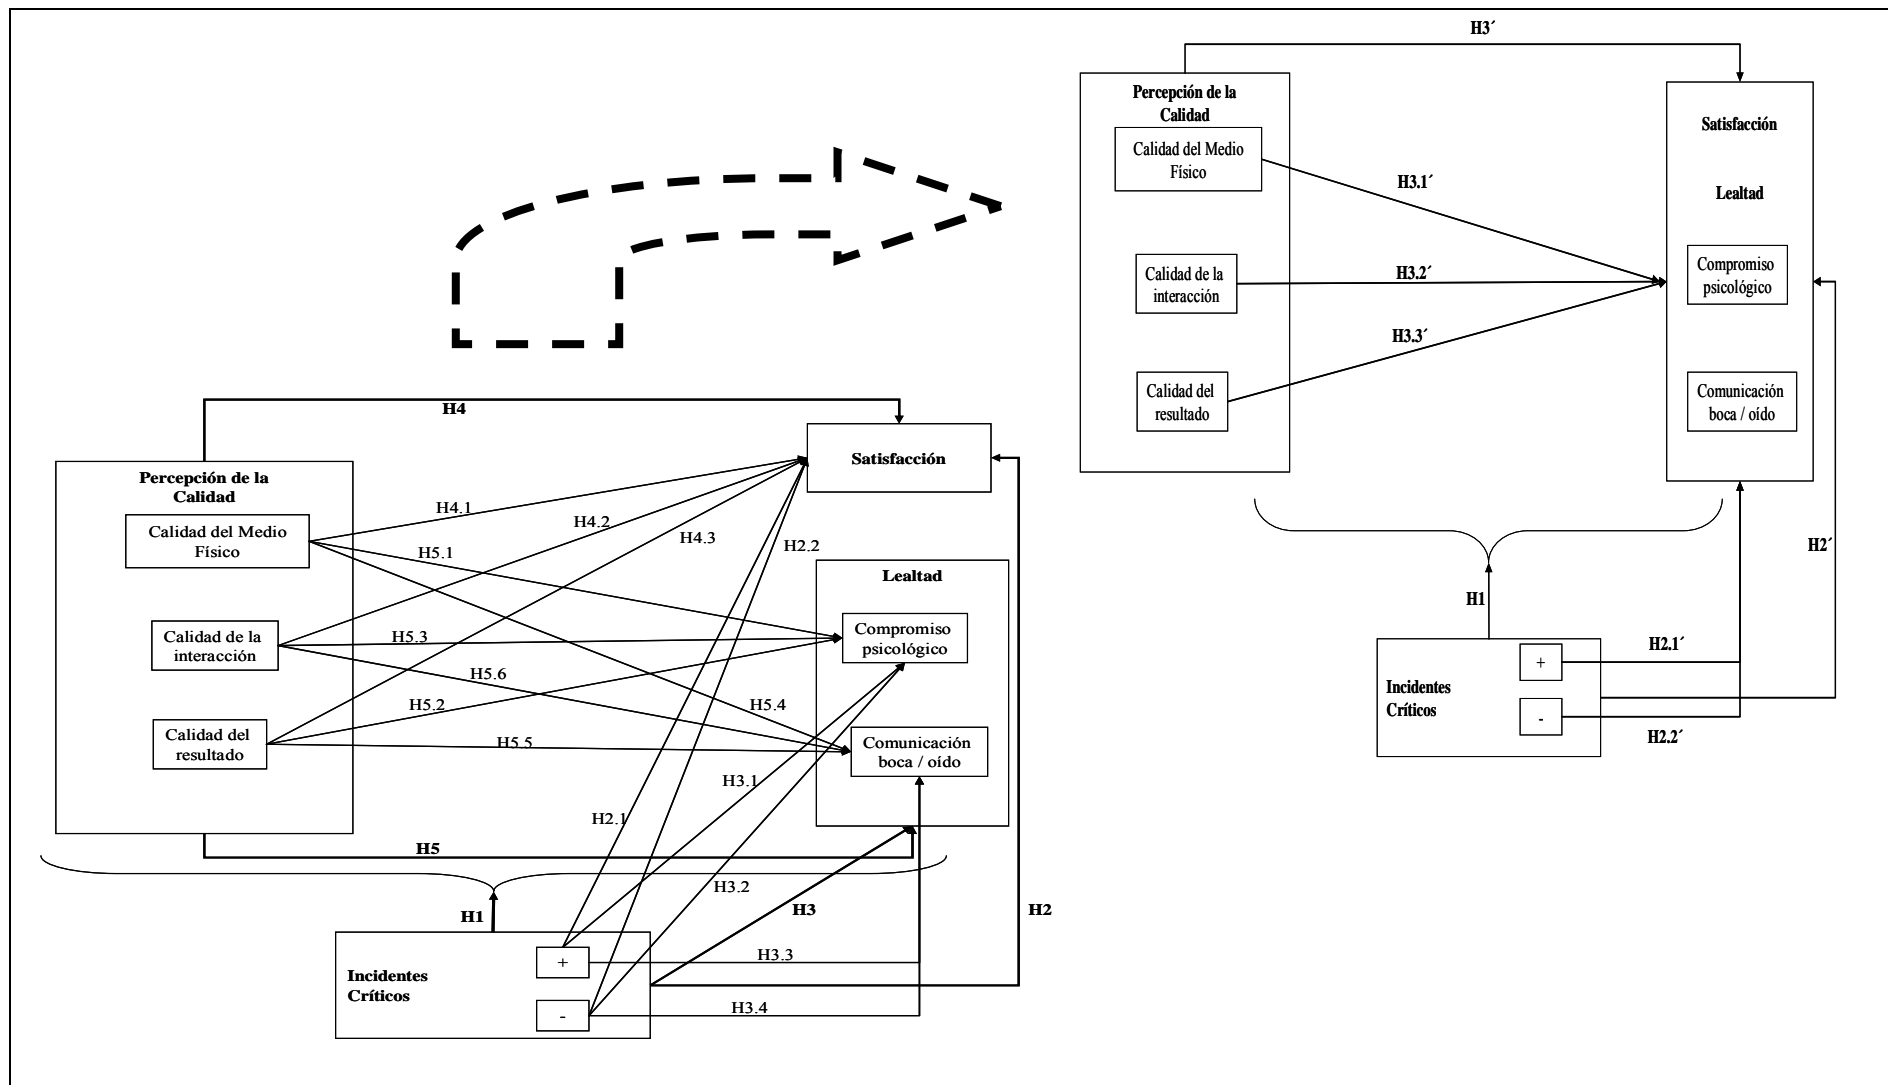 H3´
Percepción de la
Calidad
Calidad del Medio
Físico
Calidad de la
interacción
Calidad del
resultado
H3.1´
H3.2´
H3.3´
Satisfacción
Lealtad
Compromiso
psicológico
Comunicación
boca / oído
H2´
H1
Incidentes
Críticos
+
-
H2.1´
H2.2´
H4
Percepción de la
Calidad
Calidad del Medio
Físico
Calidad de la
interacción
Calidad del
resultado
H4.1
H4.2
H4.3
H5.1
H5.3
H5.6
H5.2
H5.4
H5.5
H2.2
H2.1
H3.1
H3.2
Satisfacción
Lealtad
Compromiso
psicológico
Comunicación
boca / oído
H5
H1
H3
H2
Incidentes
Críticos
+
-
H3.3
H3.4